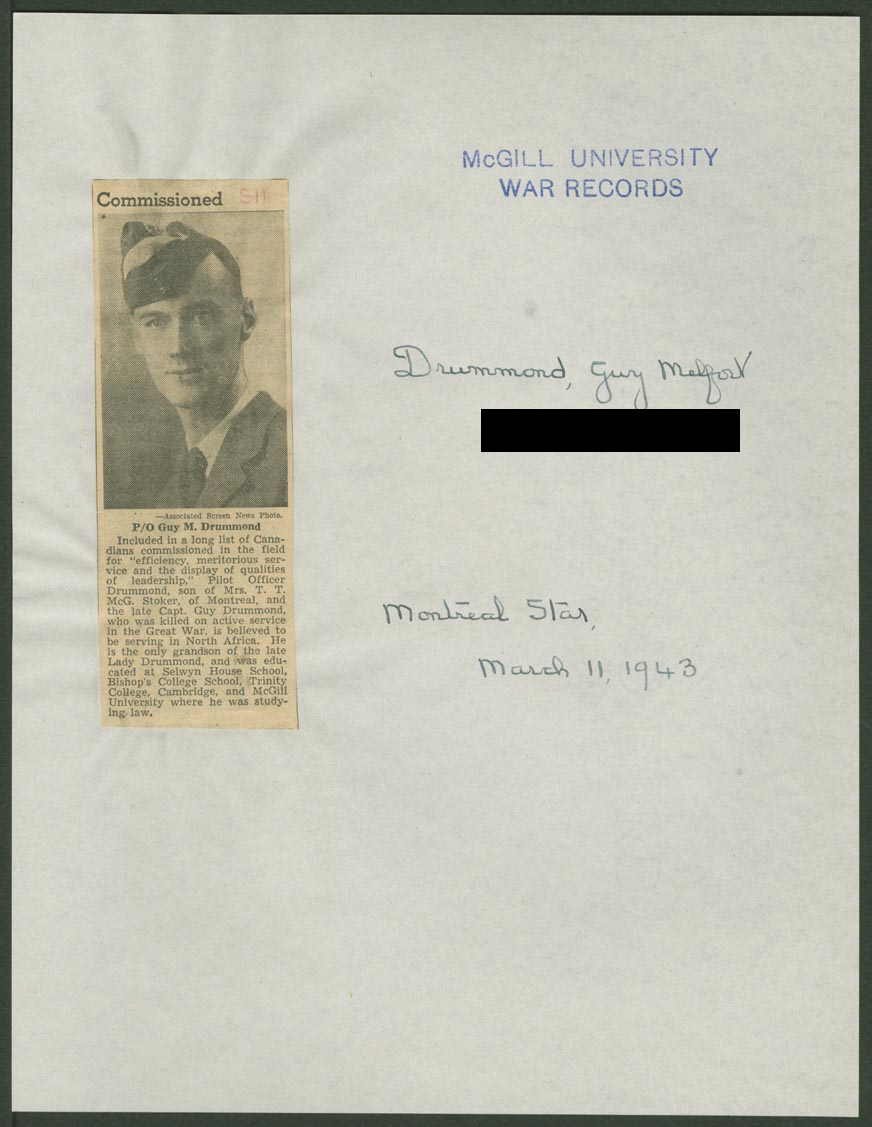 McGILL UNIVERSITY
WAR RECORDS
Commissioned 511
—Associated Screen News Photo.
P/O Guy M. Drummond
Included in a long list of Cana-
dians commissioned in the field
for "efficiency, meritorious ser-
vice and the display of qualities
of leadership," Pilot Officer
Drummond, son of Mrs. T. T.
McG. Stoker, of Montreal, and
the late Capt. Guy Drummond,
who was killed on active service
in the Great War, is believed to
be serving in North Africa. He
is the only grandson of the late
Lady Drummond, and was edu-
cated at Selwyn House School,
Bishop's College School, Trinity
College, Cambridge, and McGill
University where he was study-
ing law.
Drummond, Guy Melfort
Montreal Star,
March 11, 1943